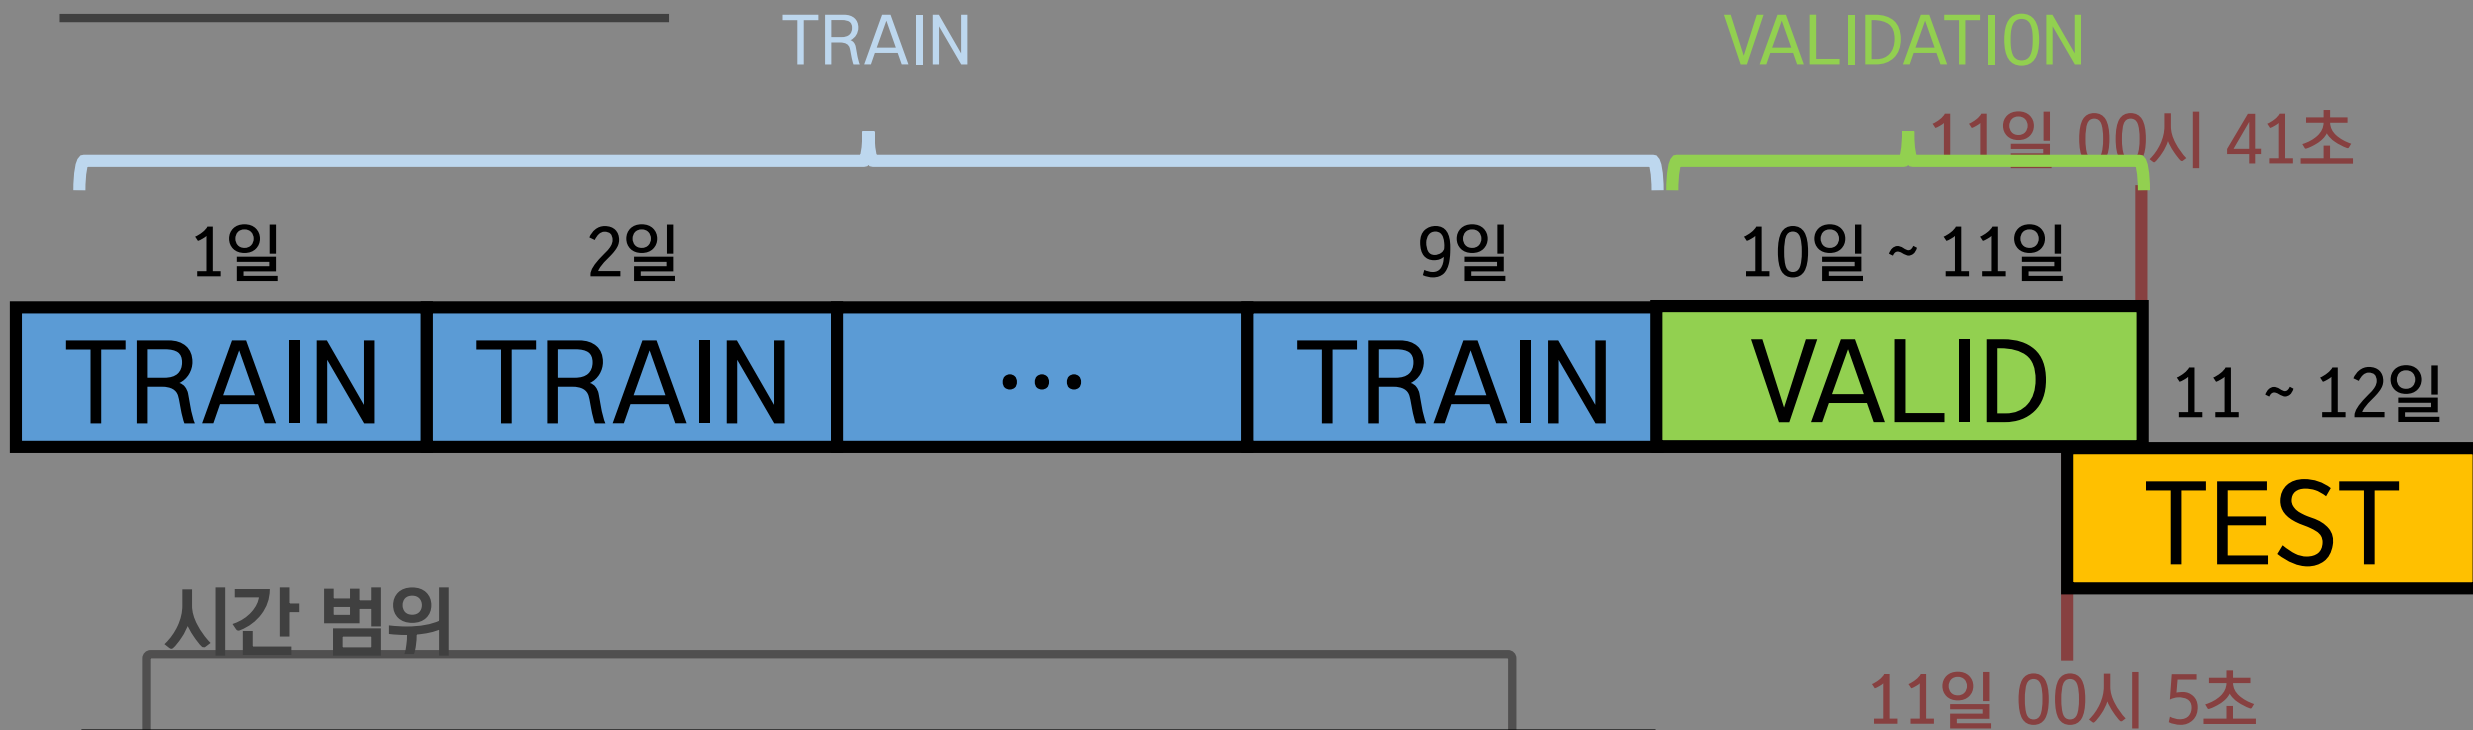 TRAIN VALIDATION
11일 00시 41초
1일 2일 9일 10일 ~ 11일
TRAIN TRAIN ... TRAIN VALID
11 ~ 12일
TEST
시간 범위
11일 00시 5초